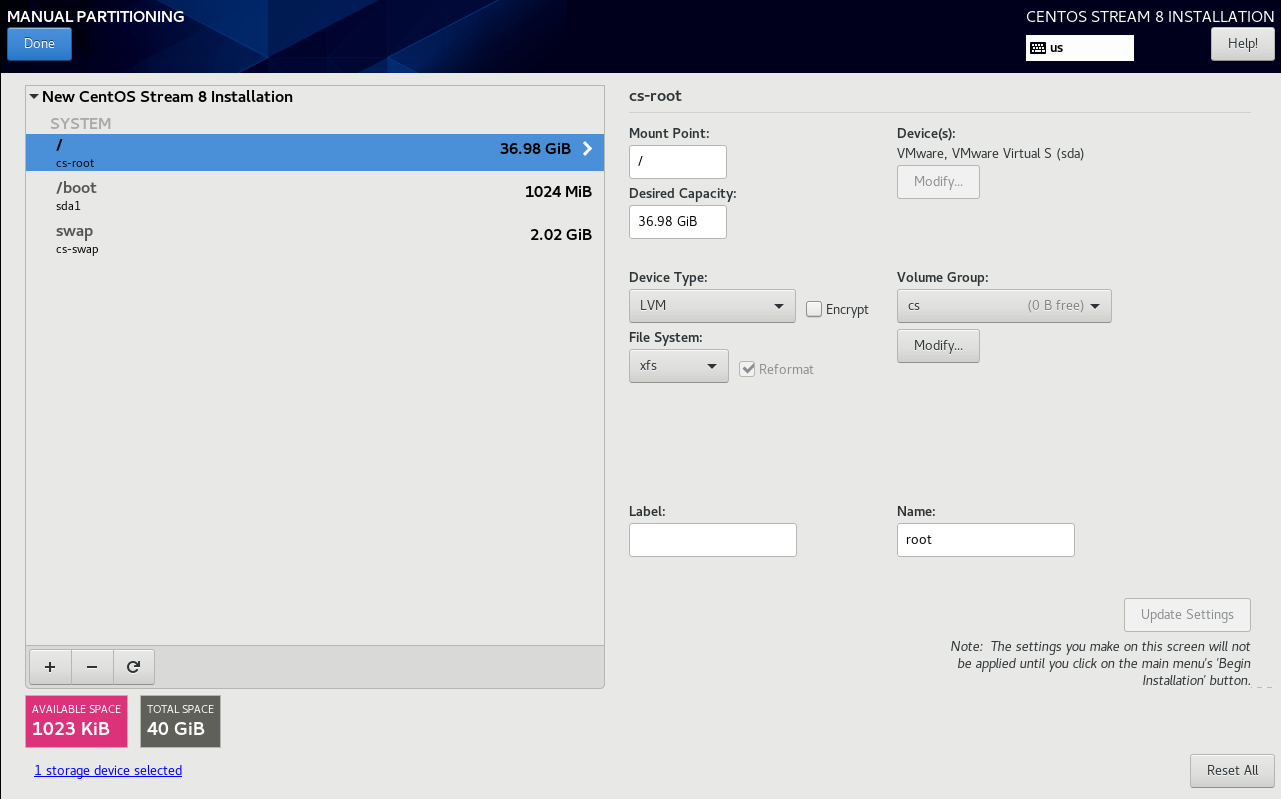 MANUAL PARTITIONING
CENTOS STREAM 8 INSTALLATION
Done
us
Help!
New CentOS Stream 8 Installation
SYSTEM
/
36.98 GiB
cs-root
/boot
1024 MiB
sda1
swap
2.02 GiB
cs-swap
+
−
AVAILABLE SPACE
1023 KiB
TOTAL SPACE
40 GiB
1 storage device selected
cs-root
Mount Point:
/
Device(s):
VMware, VMware Virtual S (sda)
Modify...
Desired Capacity:
36.98 GiB
Device Type:
LVM
Encrypt
Volume Group:
cs (0 B free)
Modify...
File System:
xfs
Reformat
Label:
Name:
root
Update Settings
Note: The settings you make on this screen will not
be applied until you click on the main menu's 'Begin
Installation' button.
Reset All